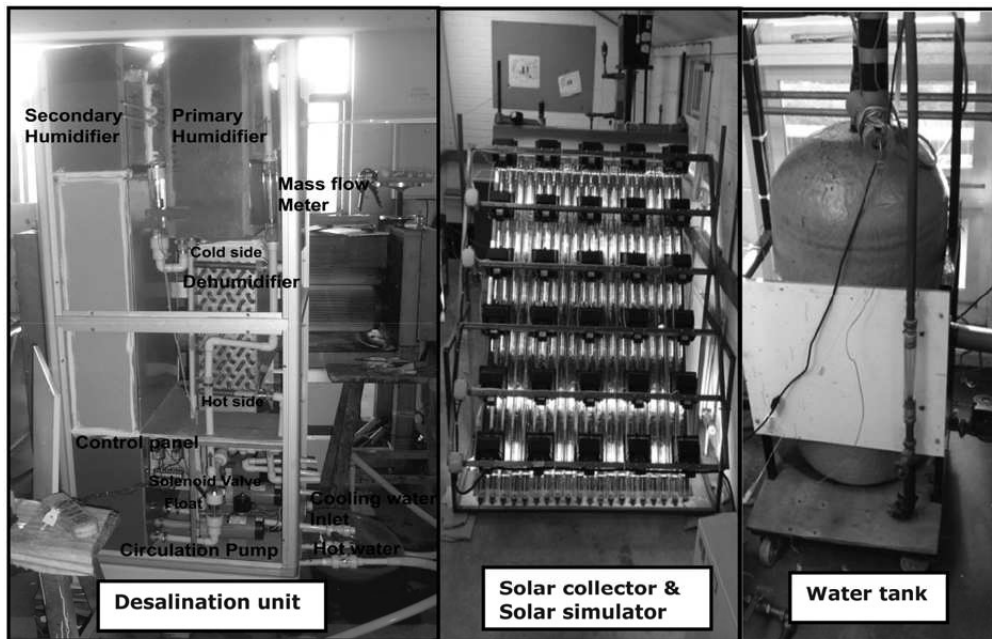 Secondary
Humidifier
Primary
Humidifier
Mass flow
Meter
Cold side
Dehumidifier
Hot side
Control panel
Solenoid Valve
Float
Cooling water
Inlet
Circulation Pump
Hot water
Desalination unit
Solar collector &
Solar simulator
Water tank